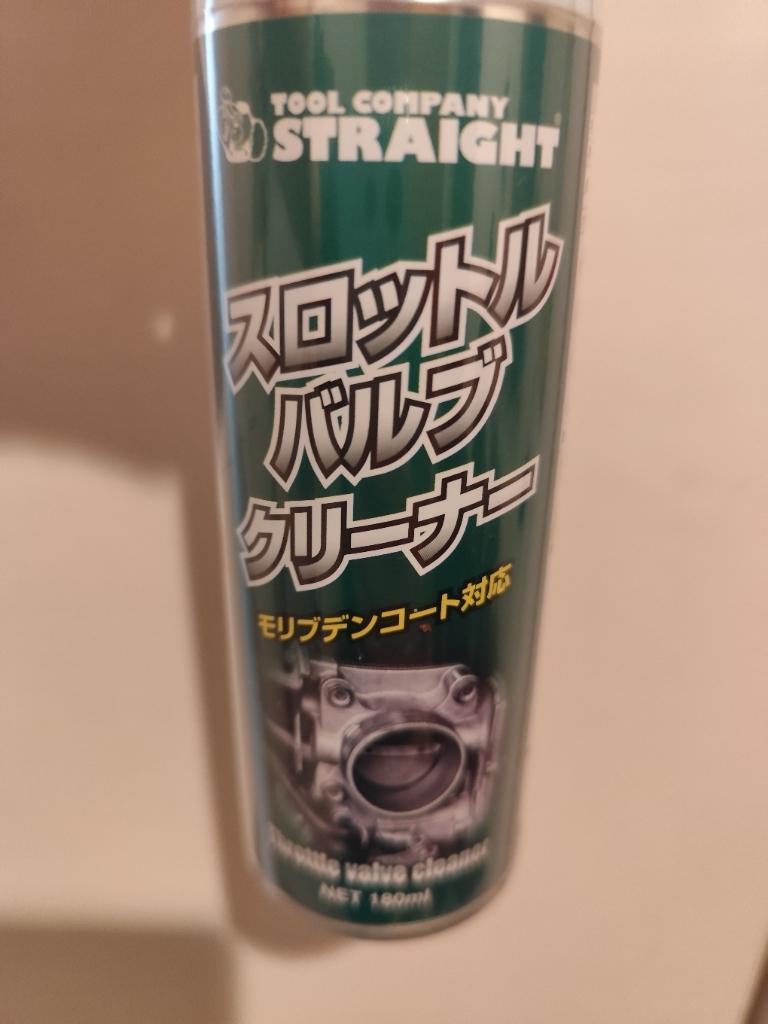 TOOL COMPANY
STRAIGHT
スロットル
バルブ
クリーナー
モリブデンコート対応
Throttle valve cleaner
NET 180ml